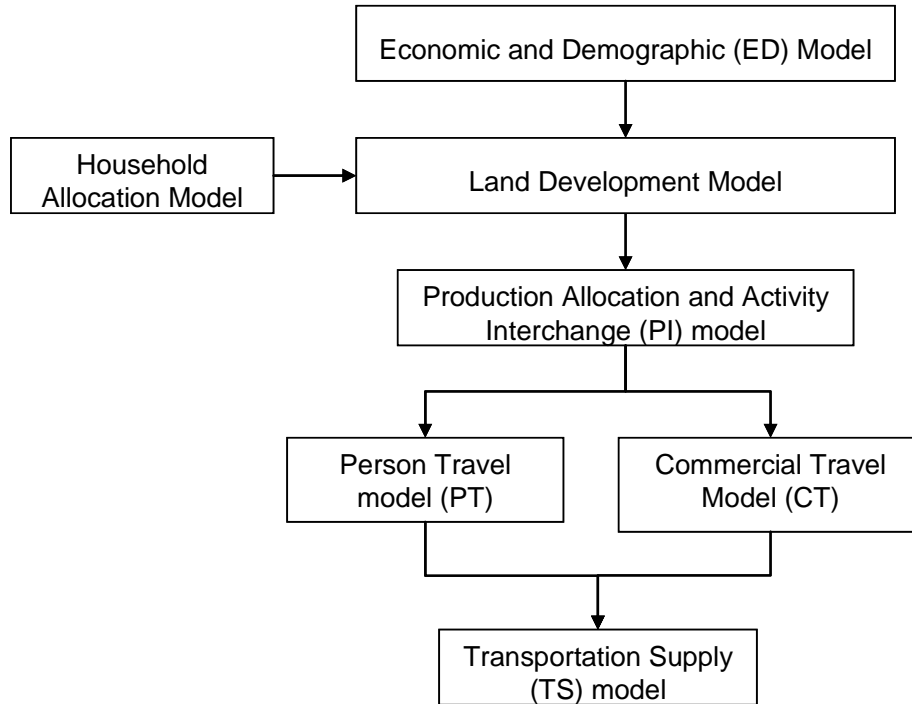 Economic and Demographic (ED) Model
Household
Allocation Model
Land Development Model
Production Allocation and Activity
Interchange (PI) model
Person Travel
model (PT)
Commercial Travel
Model (CT)
Transportation Supply
(TS) model